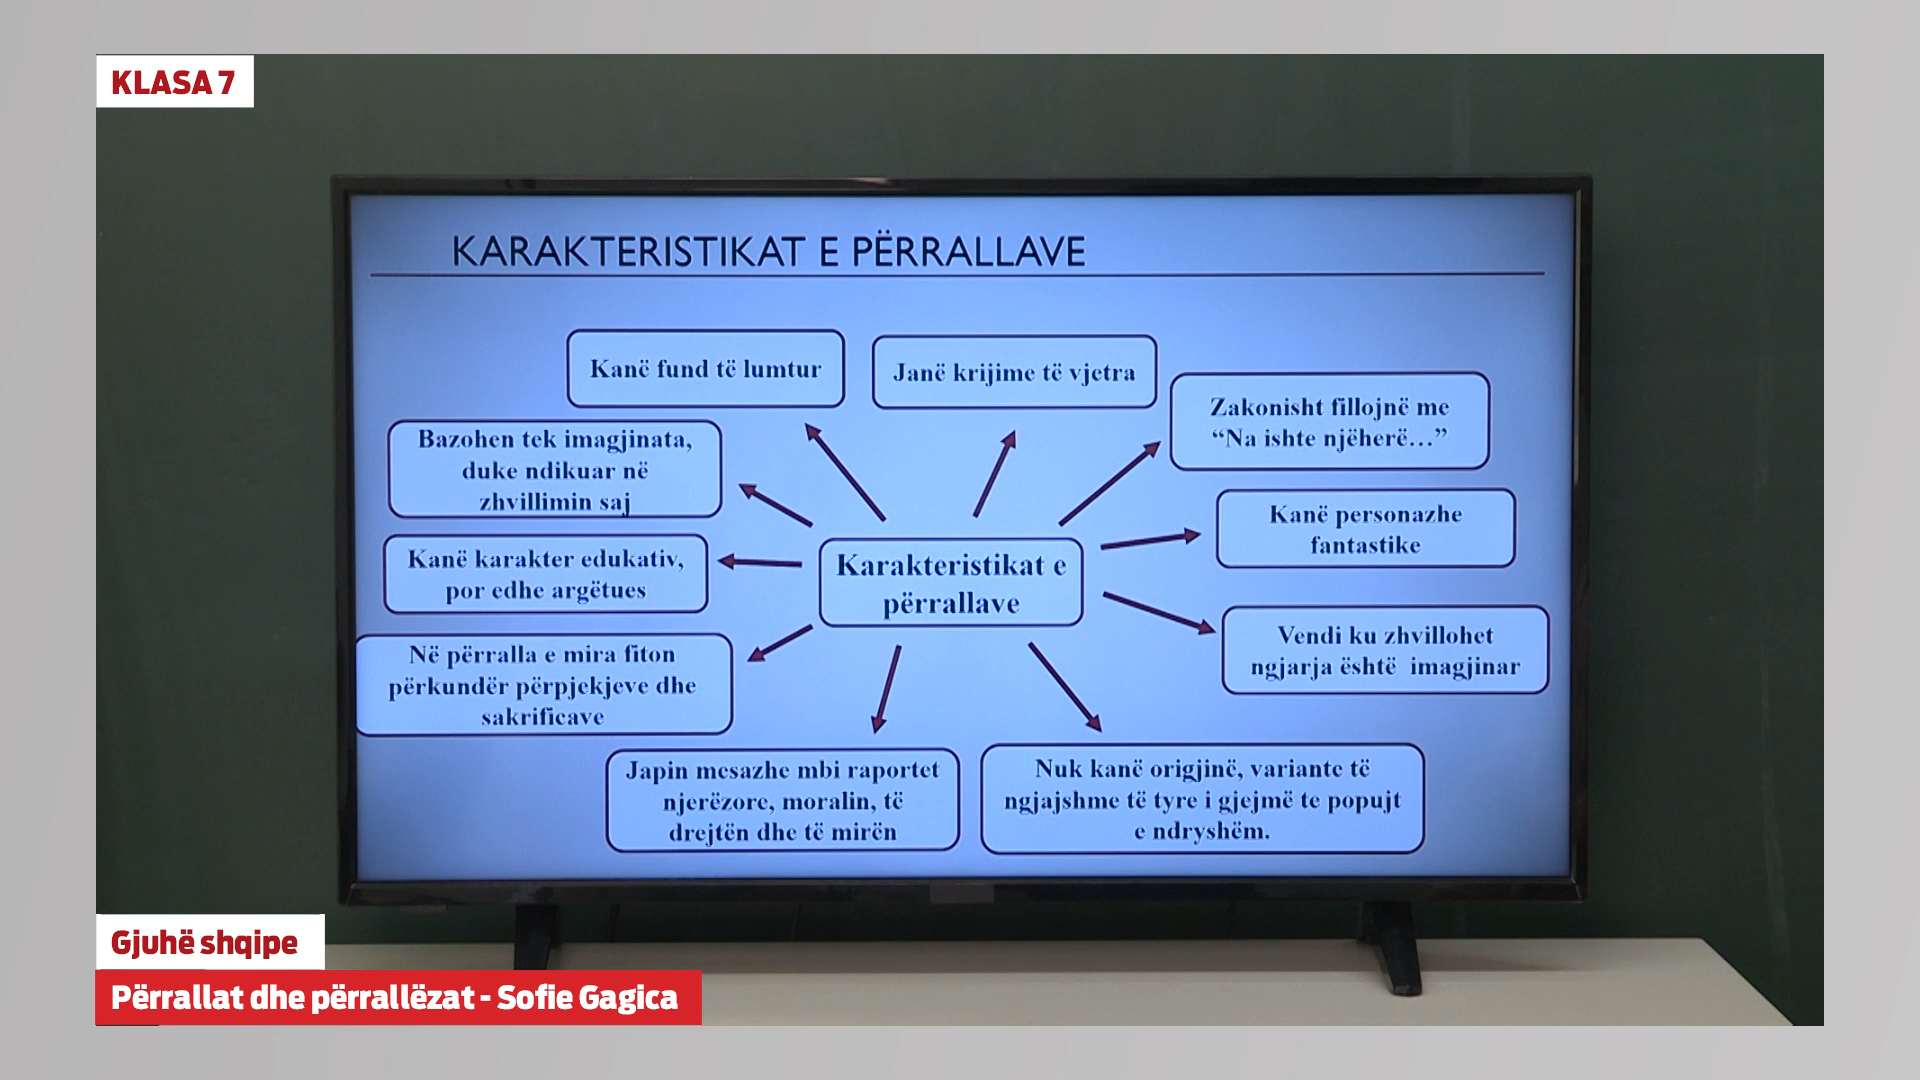 KLASA 7
KARAKTERISTIKAT E PËRRALLAVE
Kanë fund të lumtur
Janë krijime të vjetra
Zakonisht fillojnë me
“Na ishte njëherë...”
Bazohen tek imagjinata,
duke ndikuar në
zhvillimin saj
Kanë personazhe
fantastike
Kanë karakter edukativ,
por edhe argëtues
Karakteristikat e
përrallave
Vendi ku zhvillohet
ngjarja është imagjinar
Në përralla e mira fiton
përkundër përpjekjeve dhe
sakrificave
Japin mesazhe mbi raportet
njerëzore, moralin, të
drejtën dhe të mirën
Nuk kanë origjinë, variante të
ngjajshme të tyre i gjejmë te popujt
e ndryshëm.
Gjuhë shqipe
Përrallat dhe përrallëzat - Sofie Gagica